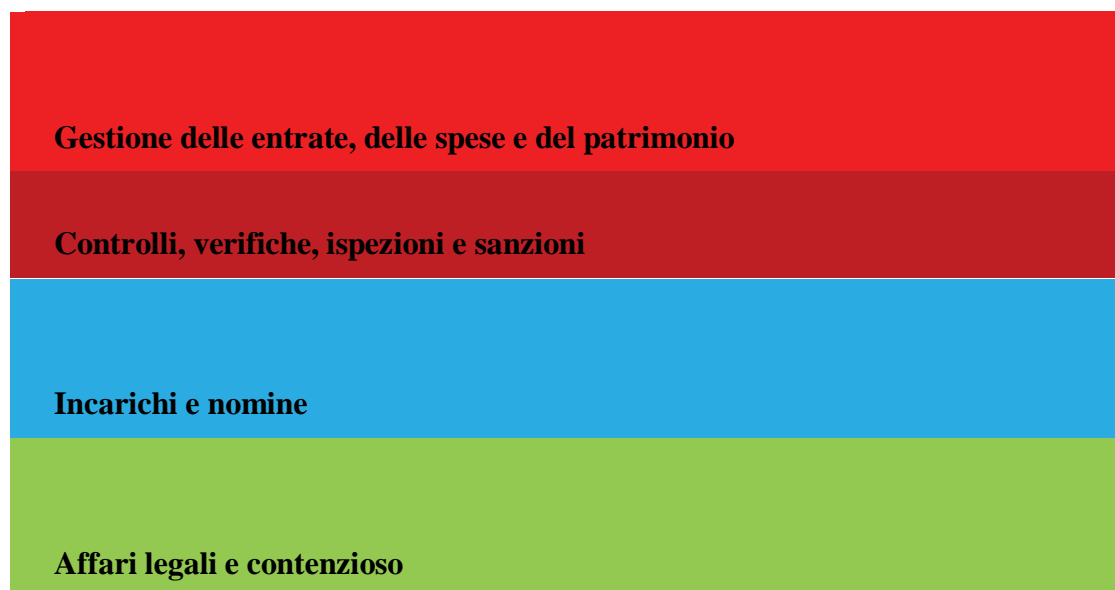 Gestione delle entrate, delle spese e del patrimonio
Controlli, verifiche, ispezioni e sanzioni
Incarichi e nomine
Affari legali e contenzioso